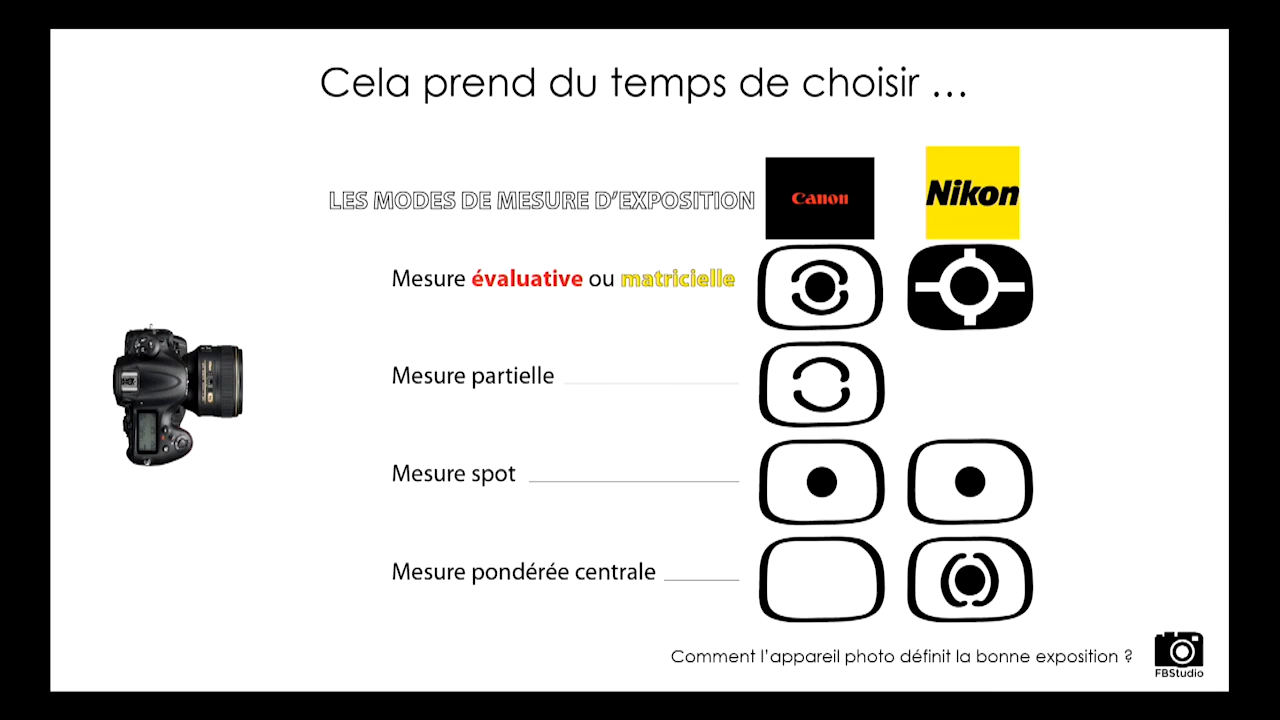 Cela prend du temps de choisir ...
LES MODES DE MESURE D'EXPOSITION
Canon
Nikon
Mesure évaluative ou matricielle
Mesure partielle
Mesure spot
Mesure pondérée centrale
Comment l'appareil photo définit la bonne exposition ?
FBStudio